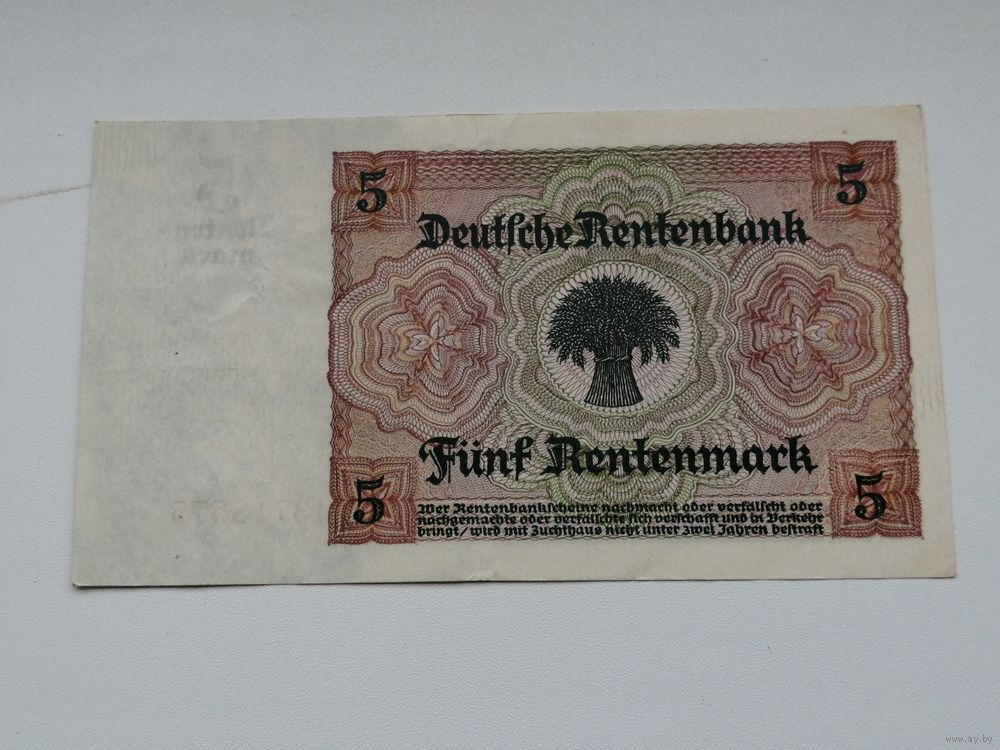 5 5
Deutsche Rentenbank
Fünf Rentenmark
5 5
Wer Rentenbankscheine nachmacht oder verfälscht oder
nachgemachte oder verfälschte sich verschafft und in Verkehr
bringt/wird mit Zuchthaus nicht unter zwei Jahren bestraft
www.ay.by